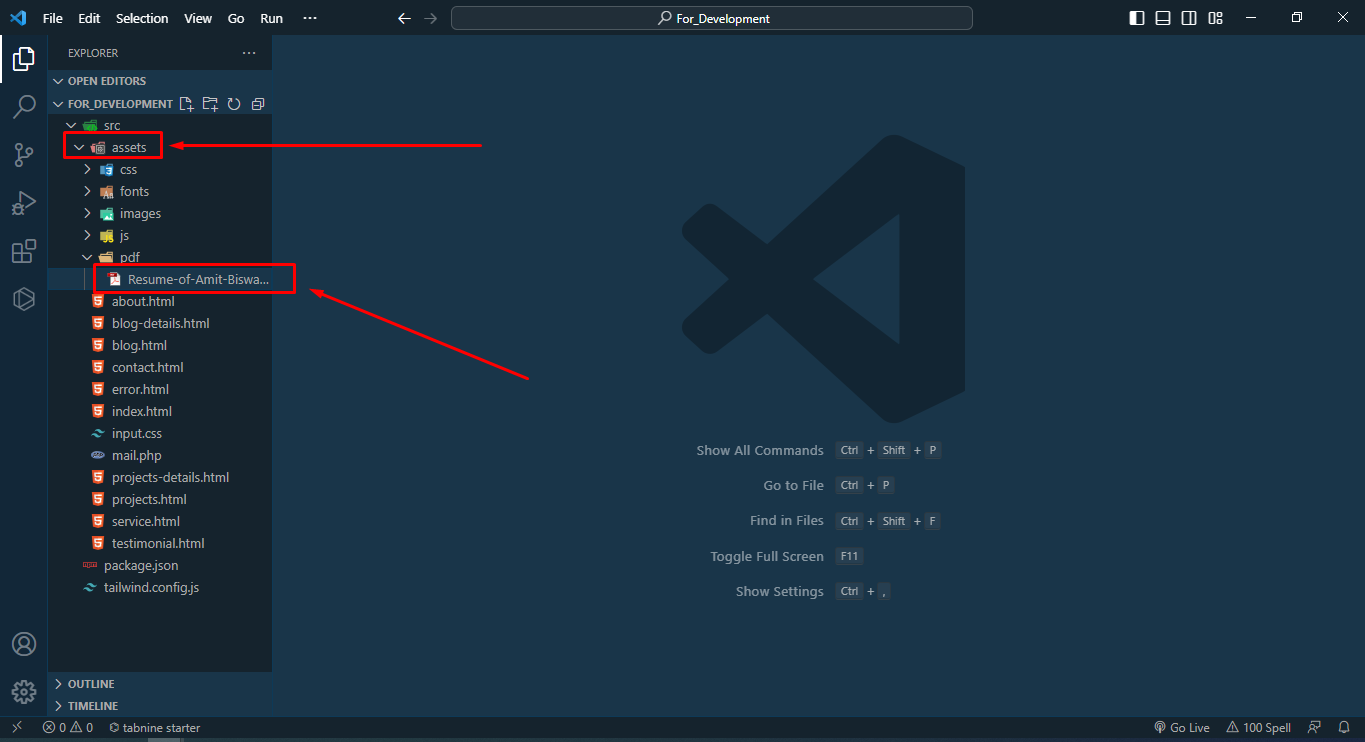 File Edit Selection View Go Run ···
For_Development
EXPLORER ···
OPEN EDITORS
FOR_DEVELOPMENT
src
assets
css
fonts
images
js
pdf
Resume-of-Amit-Biswa...
about.html
blog-details.html
blog.html
contact.html
error.html
index.html
input.css
mail.php
projects-details.html
projects.html
service.html
testimonial.html
package.json
tailwind.config.js
OUTLINE
TIMELINE
Show All Commands Ctrl + Shift + P
Go to File Ctrl + P
Find in Files Ctrl + Shift + F
Toggle Full Screen F11
Show Settings Ctrl + ,
0 0 tabnine starter Go Live 100 Spell